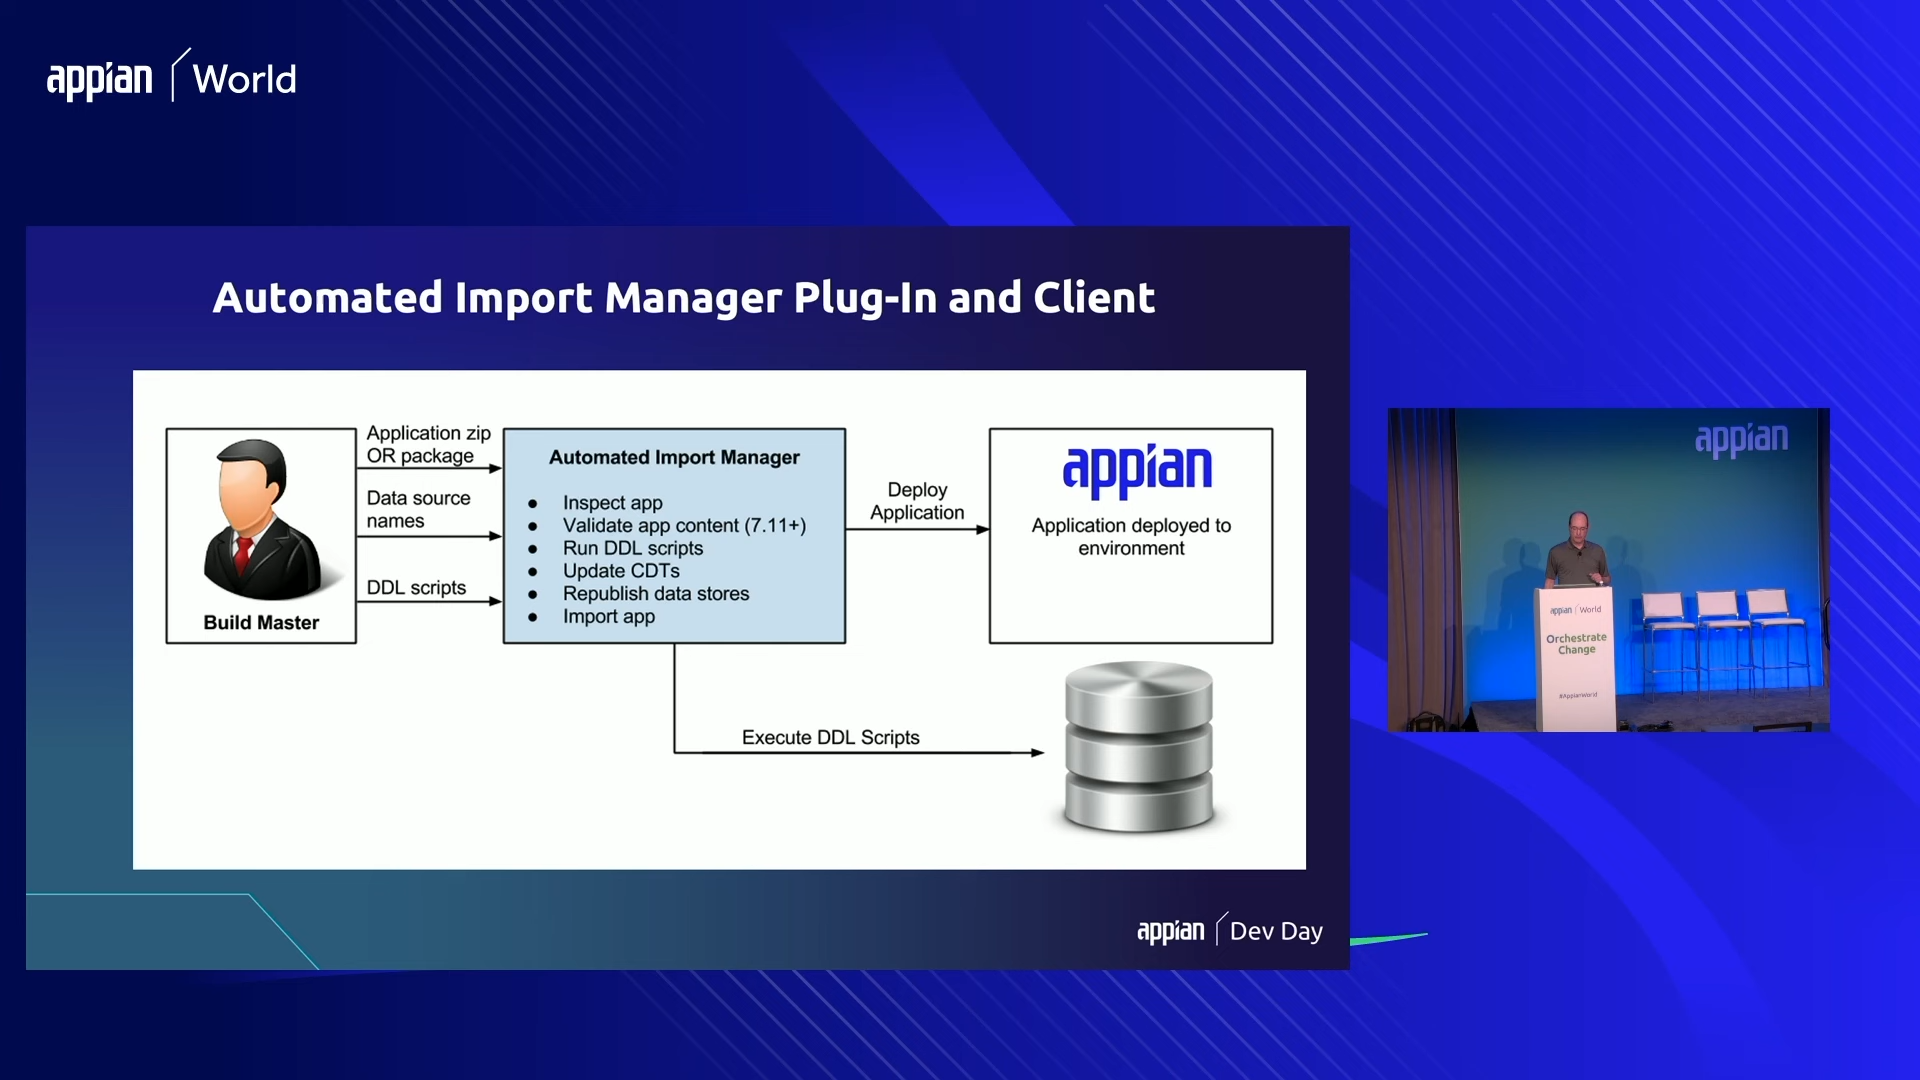 appian World
Automated Import Manager Plug-In and Client
Application zip
OR package
Data source
names
DDL scripts
Build Master
Automated Import Manager
● Inspect app
● Validate app content (7.11+)
● Run DDL scripts
● Update CDTs
● Republish data stores
● Import app
Deploy
Application
appian
Application deployed to
environment
Execute DDL Scripts
appian Dev Day
appian
appian World
Orchestrate
Change
#AppianWorld